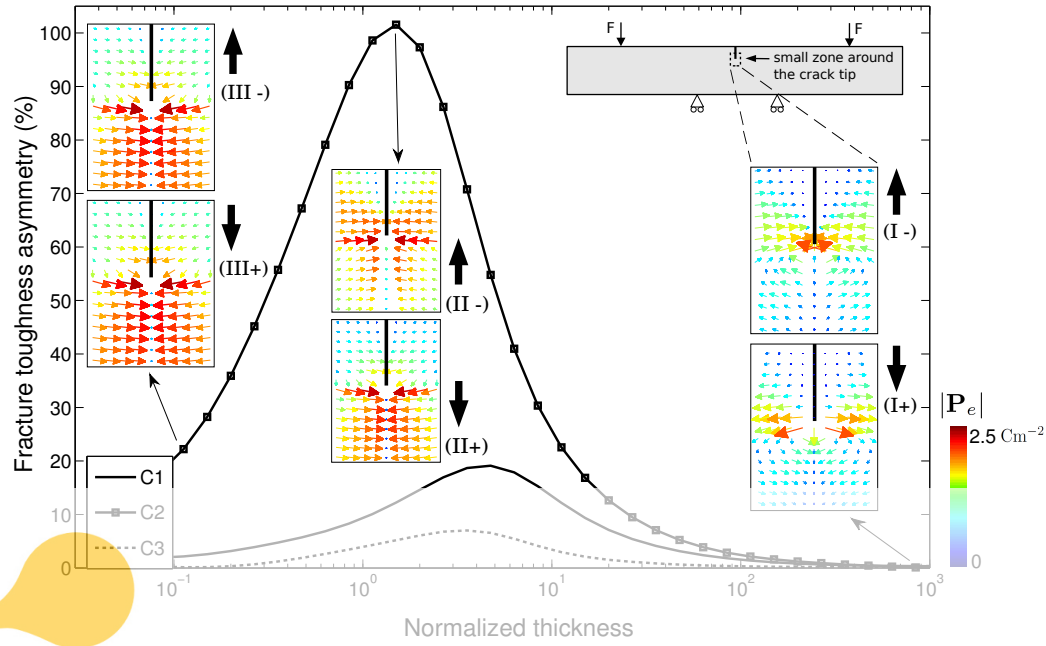 Fracture toughness asymmetry (%)
100
90
80
70
60
50
40
30
20
10
0
(III -)
(III+)
(II -)
(II+)
F
F
small zone around
the crack tip
(I -)
(I+)
|P_e|
2.5 Cm⁻²
0
C1
C2
C3
10⁻¹
10⁰
10¹
10²
10³
Normalized thickness